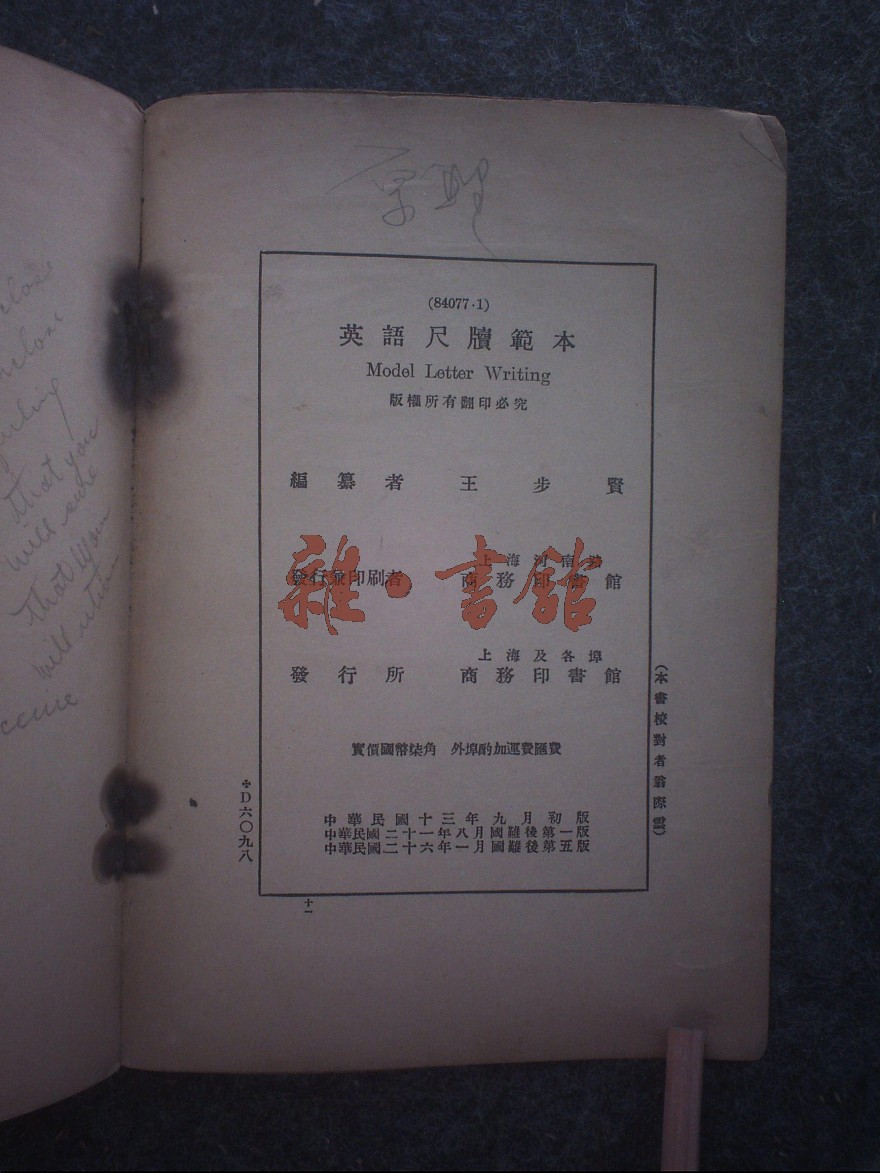 (84077·1)
英語尺牘範本
Model Letter Writing
版權所有翻印必究
編纂者 王步賢
上海河南路
發行兼印刷者 商務印書館
雜·書館
上海及各埠
發行所 商務印書館
實價國幣柒角 外埠酌加運費匯費
中華民國十三年九月初版
中華民國二十一年八月國難後第一版
中華民國二十六年一月國難後第五版
(本書校對者翁際雲)
D六〇九八
十一
that you
will
that
will return